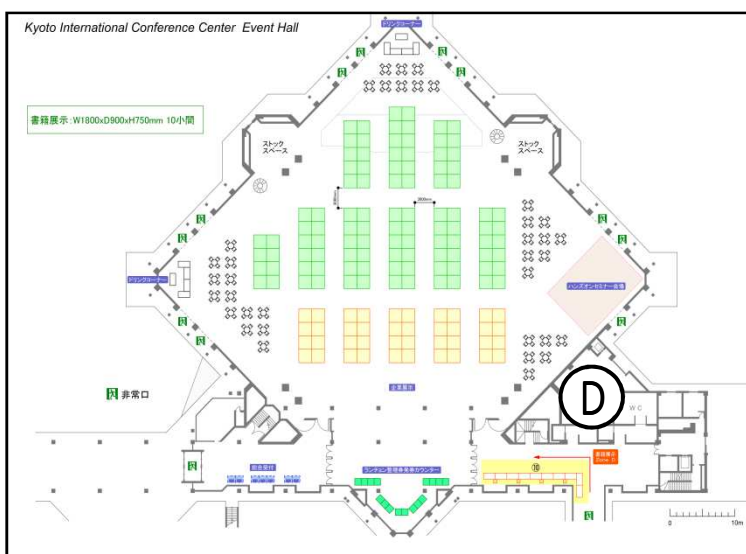 Kyoto International Conference Center Event Hall
ドリンクコーナー
書籍展示:W1800xD900xH750mm 10小間
ストック
スペース
ストック
スペース
ドリンクコーナー
ハンズオンセミナー会場
企業展示
非常口
D
W C
総合受付
ランチョン整理券発券カウンター
⑩
書籍展示
0
10m